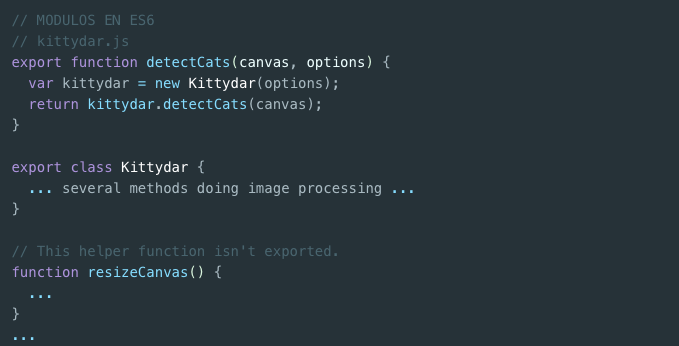 // MODULOS EN ES6
// kittydar.js
export function detectCats(canvas, options) {
  var kittydar = new Kittydar(options);
  return kittydar.detectCats(canvas);
}

export class Kittydar {
  ... several methods doing image processing ...
}

// This helper function isn't exported.
function resizeCanvas() {
  ...
}
...